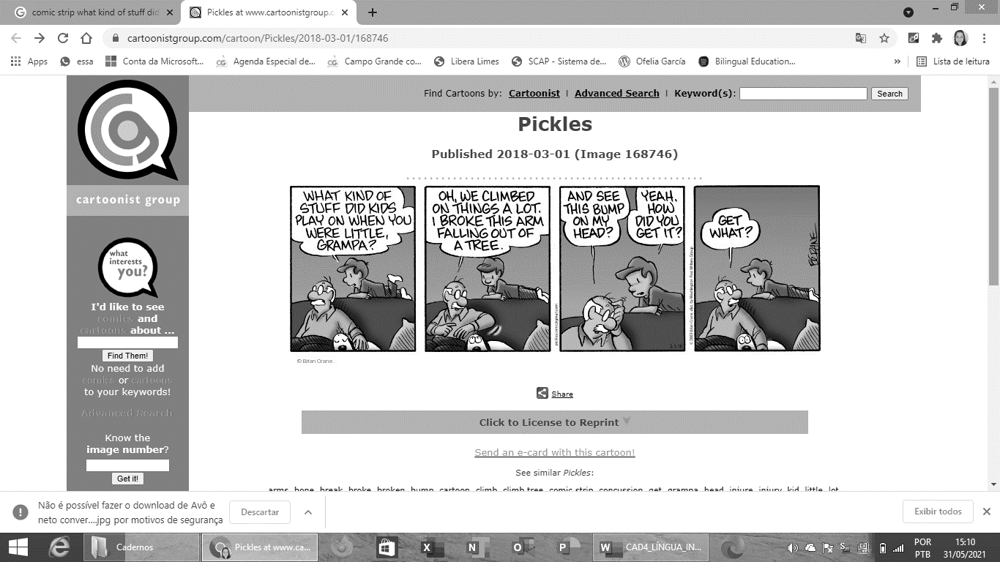 comic strip what kind of stuff did
Pickles at www.cartoonistgroup.c
cartoonistgroup.com/cartoon/Pickles/2018-03-01/168746
Apps essa Conta da Microsoft... Agenda Especial de... Campo Grande co... Libera Limes SCAP - Sistema de... Ofelia García Bilingual Education... » Lista de leitura
Find Cartoons by: Cartoonist | Advanced Search | Keyword(s): Search
cartoonist group
what
interests
you?
I'd like to see
comics and
cartoons about ...
Find Them!
No need to add
comics or cartoons
to your keywords!
Advanced Search
Know the
image number?
Get it!
Pickles
Published 2018-03-01 (Image 168746)
WHAT KIND OF
STUFF DID KIDS
PLAY ON WHEN YOU
WERE LITTLE,
GRAMPA?
OH, WE CLIMBED
ON THINGS A LOT.
I BROKE THIS ARM
FALLING OUT OF
A TREE.
AND SEE
THIS BUMP
ON MY
HEAD?
YEAH.
HOW
DID YOU
GET IT?
GET
WHAT?
© Brian Crane.
Share
Click to License to Reprint
Send an e-card with this cartoon!
See similar Pickles:
arms bone break broke broken bump cartoon climb climb tree comic strip concussion get grampa head injure injury kid little lot
Não é possível fazer o download de Avô e
neto conver....jpg por motivos de segurança
Descartar
Exibir todos
Cadernos
Pickles at www.ca...
CAD4_LÍNGUA_IN...
POR
PTB
15:10
31/05/2021